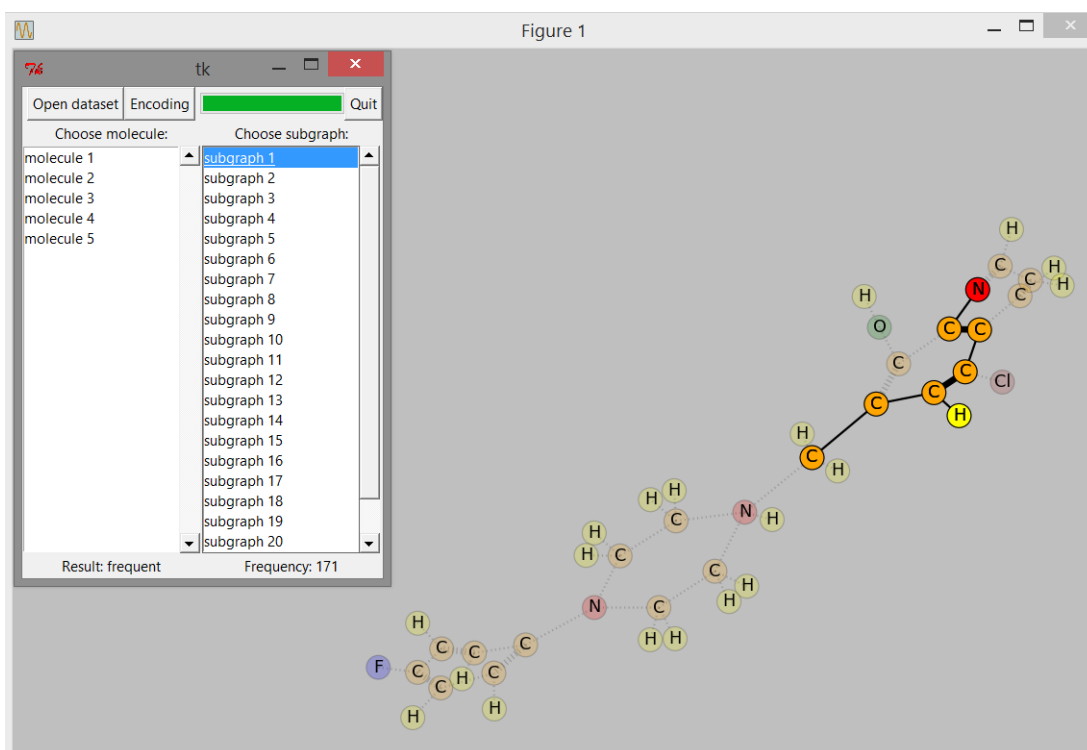 Figure 1
tk
Open dataset Encoding Quit
Choose molecule: Choose subgraph:
molecule 1 subgraph 1
molecule 2 subgraph 2
molecule 3 subgraph 3
molecule 4 subgraph 4
molecule 5 subgraph 5
subgraph 6
subgraph 7
subgraph 8
subgraph 9
subgraph 10
subgraph 11
subgraph 12
subgraph 13
subgraph 14
subgraph 15
subgraph 16
subgraph 17
subgraph 18
subgraph 19
subgraph 20
Result: frequent Frequency: 171
H
C H
C H
N C
H
O C C
C C Cl
C C H
H
C H
H N H
H C
H C
H C H
H
N C
H H
H
C C C
F C H C
C
H H